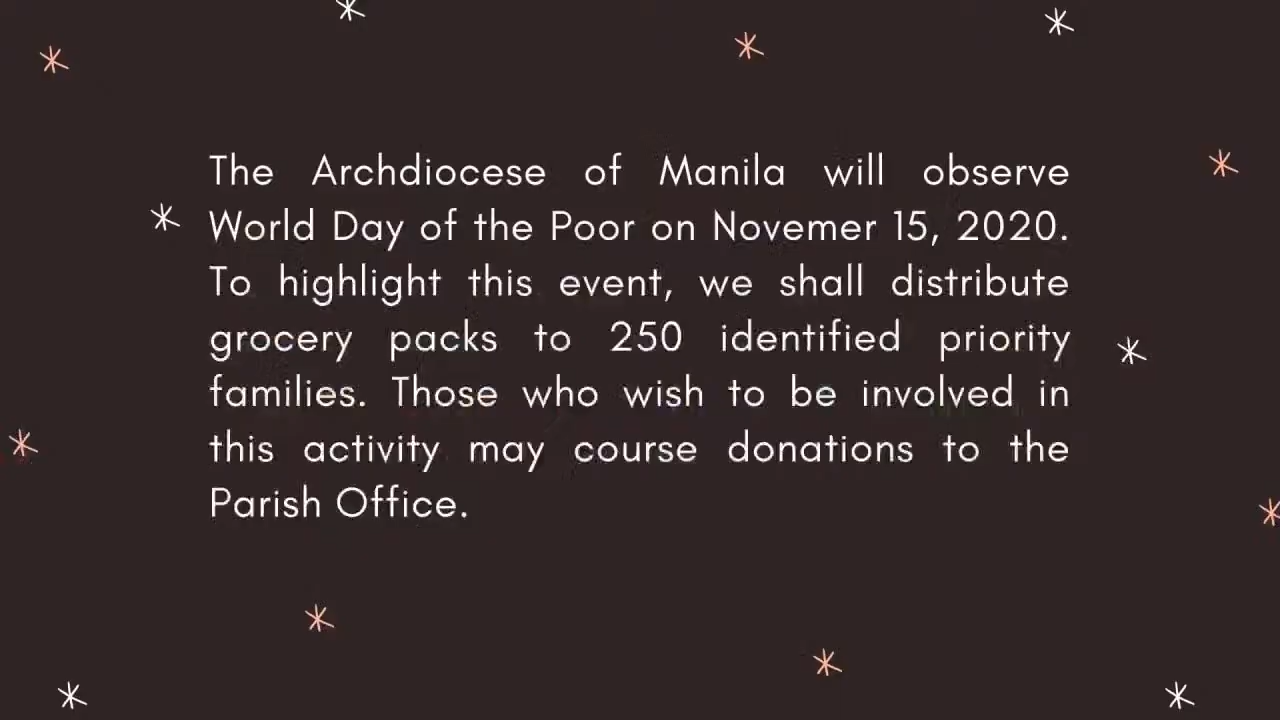 The Archdiocese of Manila will observe
World Day of the Poor on Novemer 15, 2020.
To highlight this event, we shall distribute
grocery packs to 250 identified priority
families. Those who wish to be involved in
this activity may course donations to the
Parish Office.